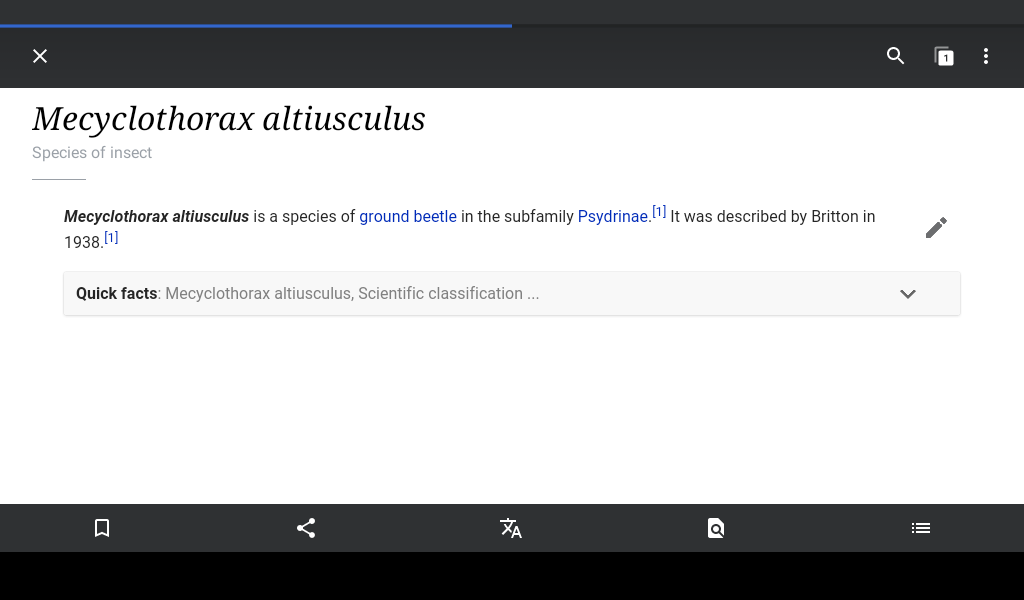 1
Mecyclothorax altiusculus
Species of insect
Mecyclothorax altiusculus is a species of ground beetle in the subfamily Psydrinae.[1] It was described by Britton in
1938.[1]
Quick facts: Mecyclothorax altiusculus, Scientific classification ...